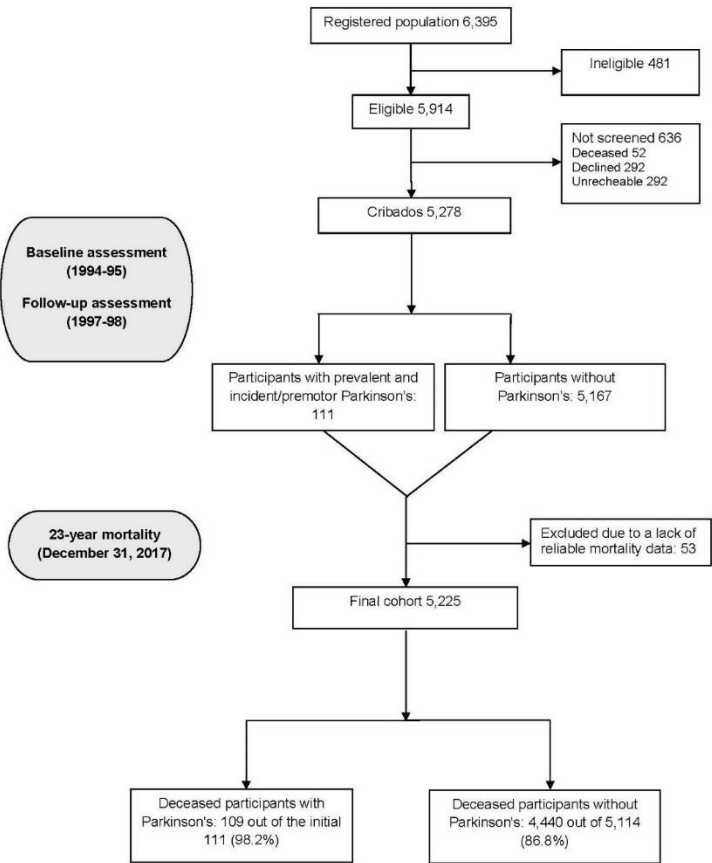 Registered population 6,395
Ineligible 481
Eligible 5,914
Not screened 636
Deceased 52
Declined 292
Unrecheable 292
Cribados 5,278
Baseline assessment
(1994-95)
Follow-up assessment
(1997-98)
Participants with prevalent and
incident/premotor Parkinson's:
111
Participants without
Parkinson's: 5,167
23-year mortality
(December 31, 2017)
Excluded due to a lack of
reliable mortality data: 53
Final cohort 5,225
Deceased participants with
Parkinson's: 109 out of the initial
111 (98.2%)
Deceased participants without
Parkinson's: 4,440 out of 5,114
(86.8%)